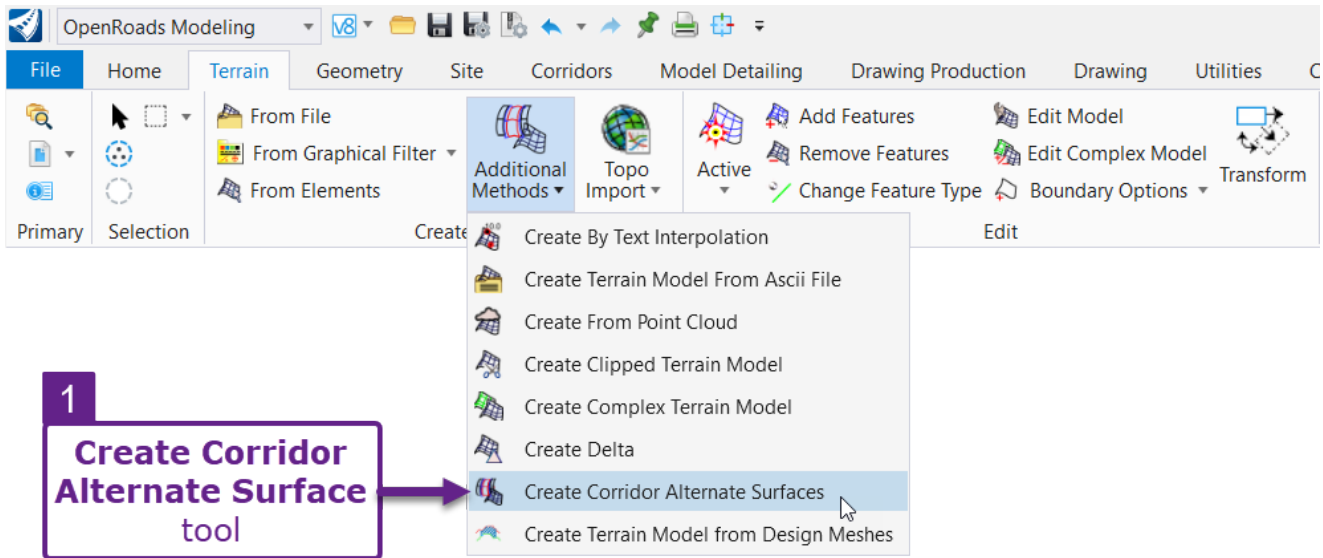 OpenRoads Modeling
V8
File Home Terrain Geometry Site Corridors Model Detailing Drawing Production Drawing Utilities C
From File
From Graphical Filter
From Elements
Additional
Methods
Topo
Import
Active
Add Features
Remove Features
Change Feature Type
Edit Model
Edit Complex Model
Boundary Options
Transform
Primary Selection Create Edit
10.0
Create By Text Interpolation
Create Terrain Model From Ascii File
Create From Point Cloud
Create Clipped Terrain Model
Create Complex Terrain Model
Create Delta
Create Corridor Alternate Surfaces
Create Terrain Model from Design Meshes
1
Create Corridor
Alternate Surface
tool